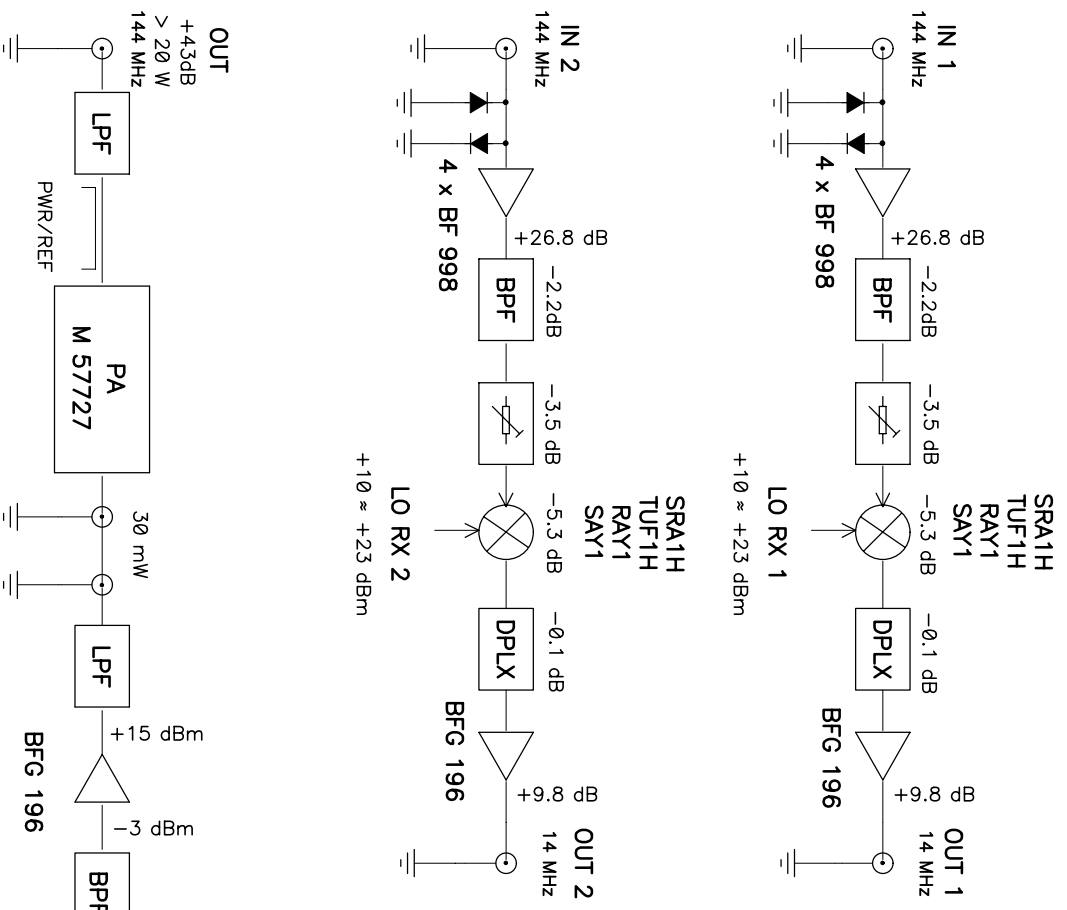 IN 1
144 MHz
4 x BF 998
+26.8 dB
BPF
-2.2dB
-3.5 dB
SRA1H
TUF1H
RAY1
SAY1
-5.3 dB
LO RX 1
+10 ≈ +23 dBm
DPLX
-0.1 dB
BFG 196
+9.8 dB
OUT 1
14 MHz
IN 2
144 MHz
4 x BF 998
+26.8 dB
BPF
-2.2dB
-3.5 dB
SRA1H
TUF1H
RAY1
SAY1
-5.3 dB
LO RX 2
+10 ≈ +23 dBm
DPLX
-0.1 dB
BFG 196
+9.8 dB
OUT 2
14 MHz
OUT
+43dB
> 20 W
144 MHz
LPF
PWR/REF
PA
M 57727
30 mW
LPF
+15 dBm
BFG 196
-3 dBm
BPF